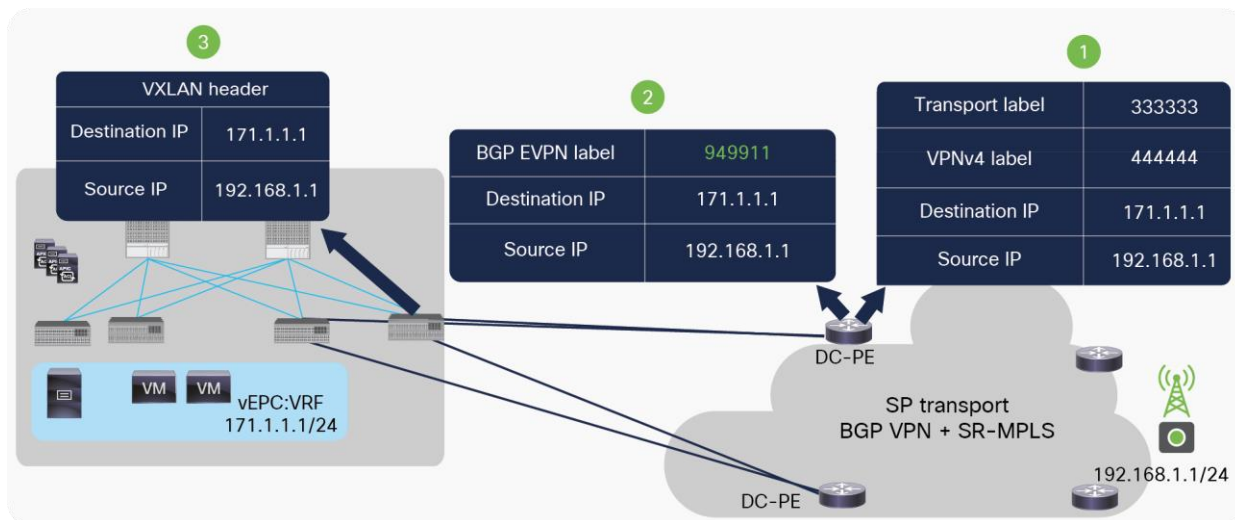 3
VXLAN header
Destination IP 171.1.1.1
Source IP 192.168.1.1
2
BGP EVPN label 949911
Destination IP 171.1.1.1
Source IP 192.168.1.1
1
Transport label 333333
VPNv4 label 444444
Destination IP 171.1.1.1
Source IP 192.168.1.1
VM
VM
vEPC:VRF
171.1.1.1/24
DC-PE
SP transport
BGP VPN + SR-MPLS
DC-PE
192.168.1.1/24